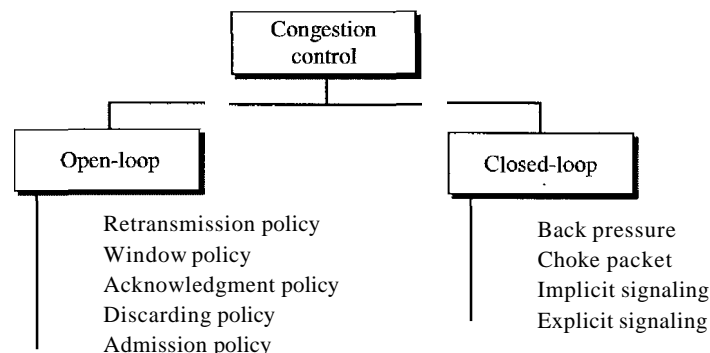 Congestion
control
Open-loop
Closed-loop
Retransmission policy
Window policy
Acknowledgment policy
Discarding policy
Admission policy
Back pressure
Choke packet
Implicit signaling
Explicit signaling